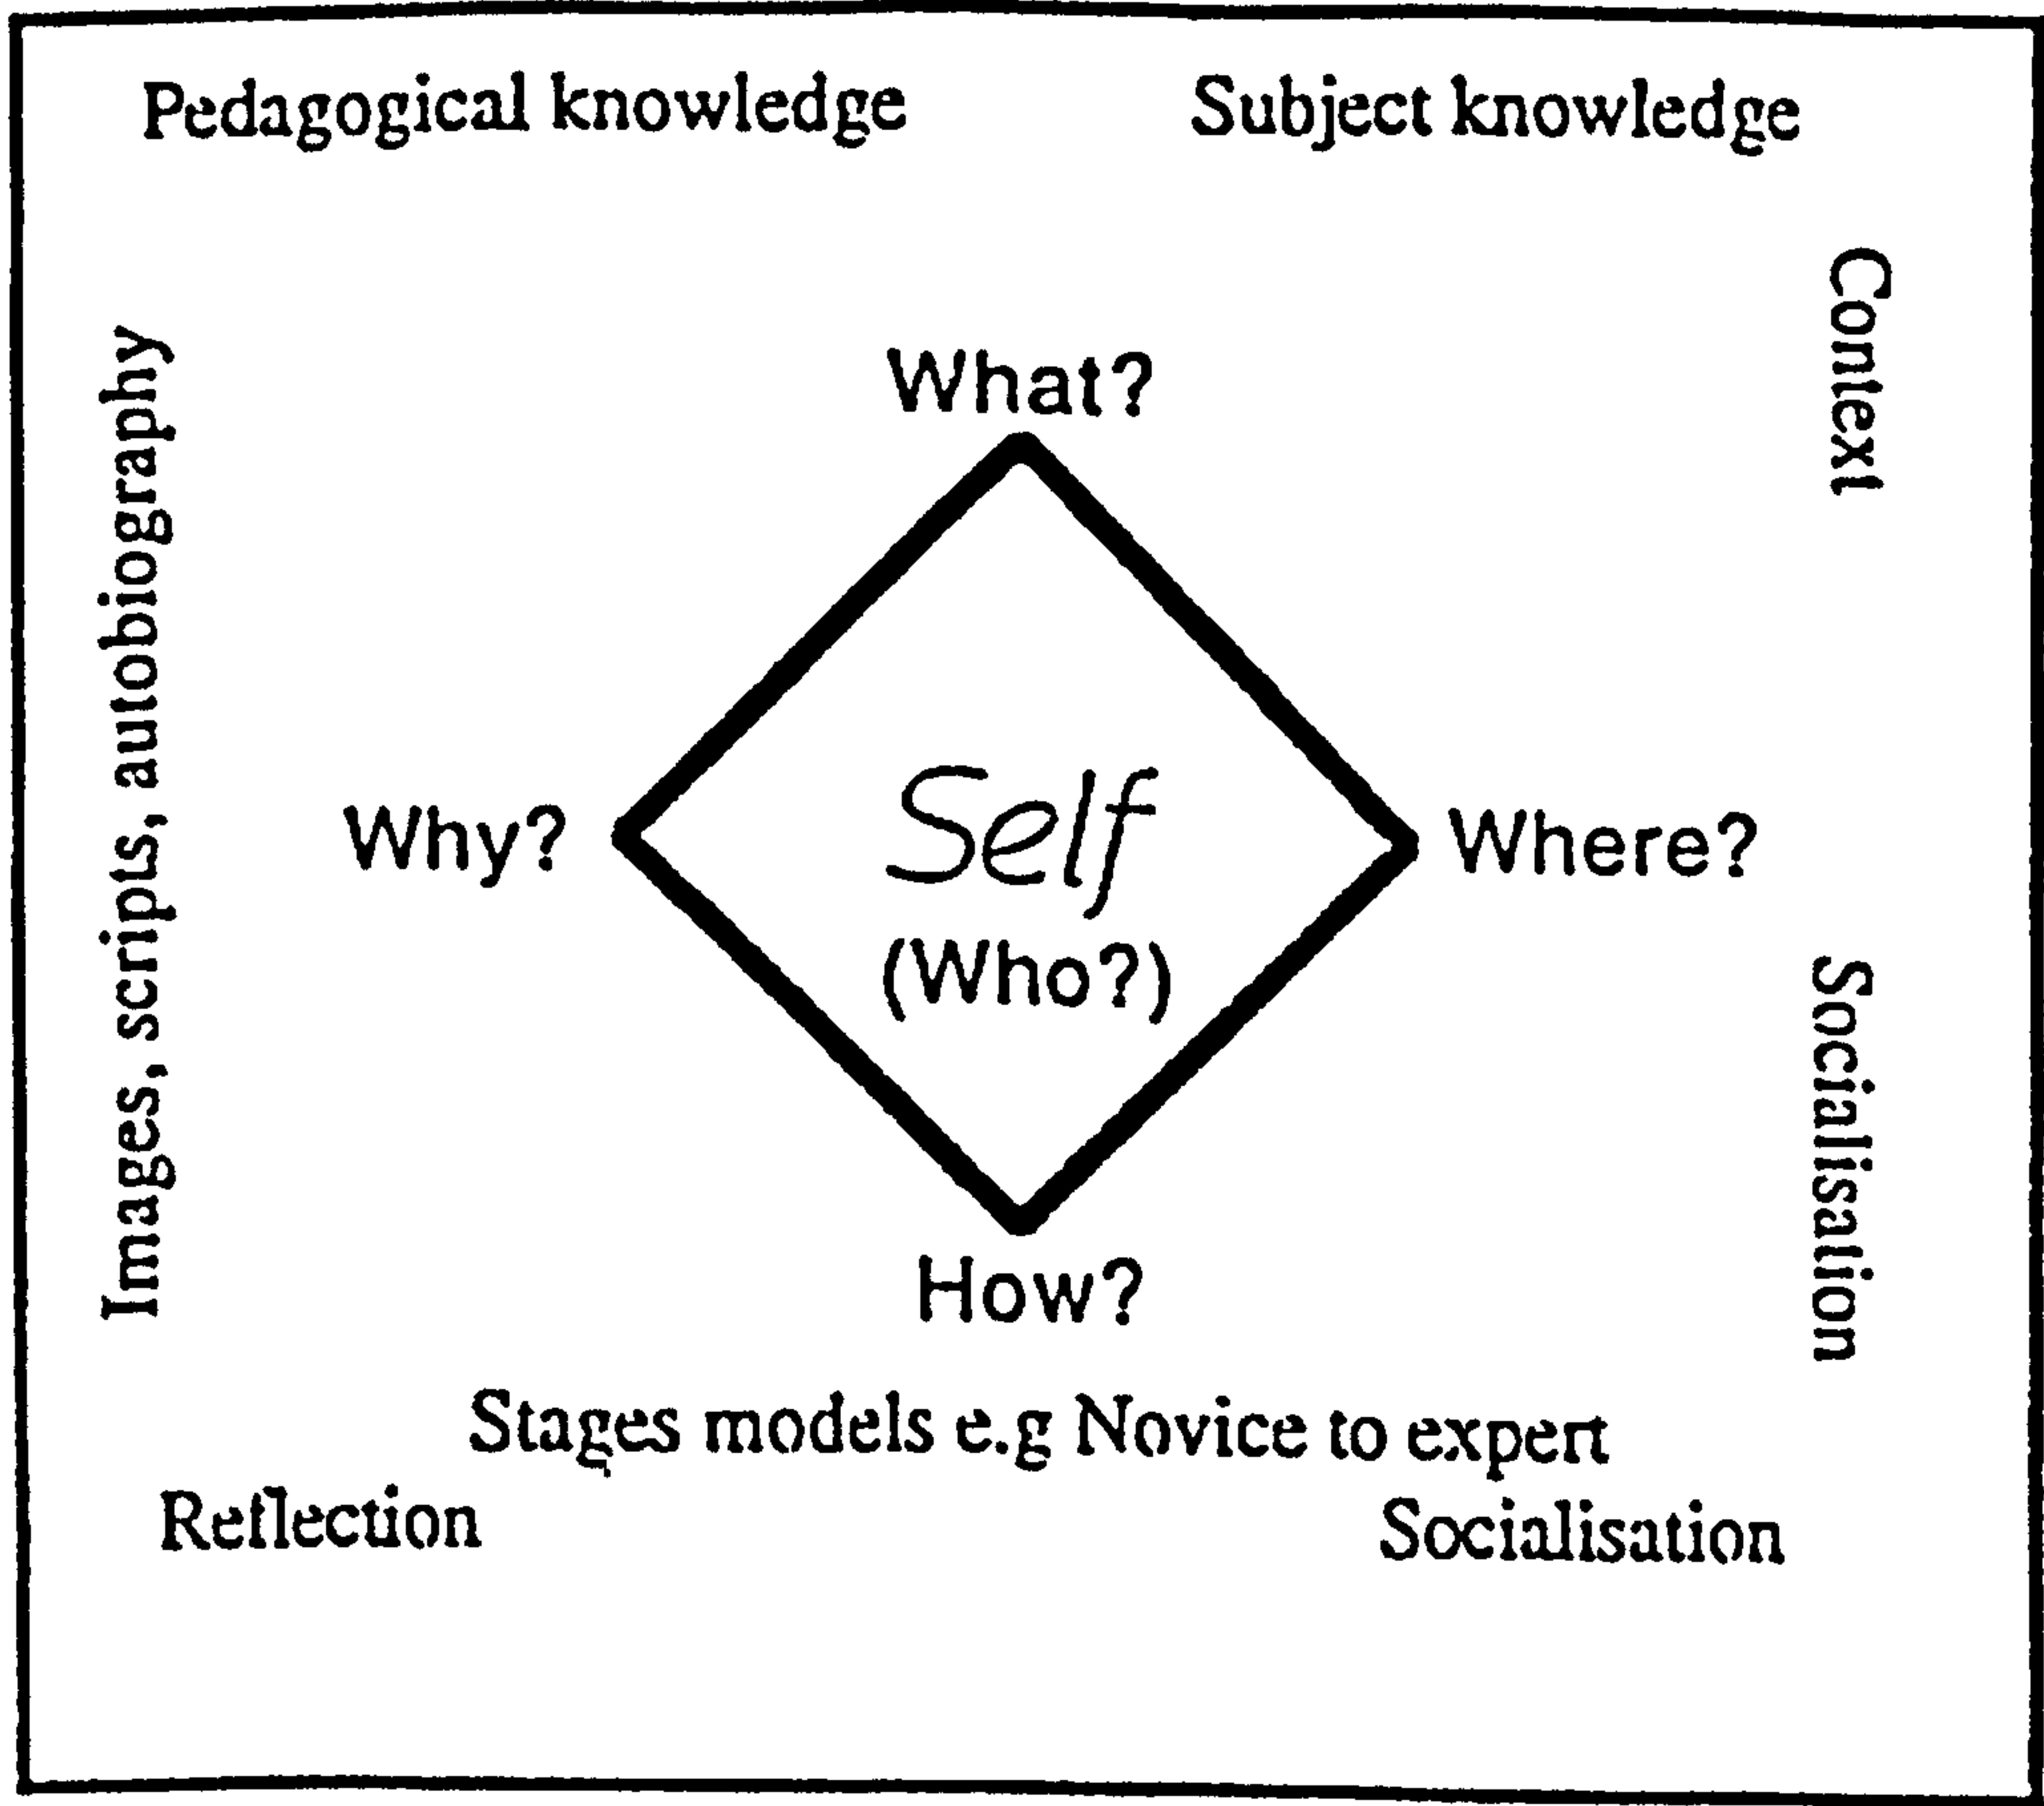 Pedagogical knowledge
Subject knowledge
Context
Images, scripts, autobiography
What?
Why?
Self
(Who?)
Where?
Socialisation
How?
Stages models e.g Novice to expert
Reflection
Socialisation